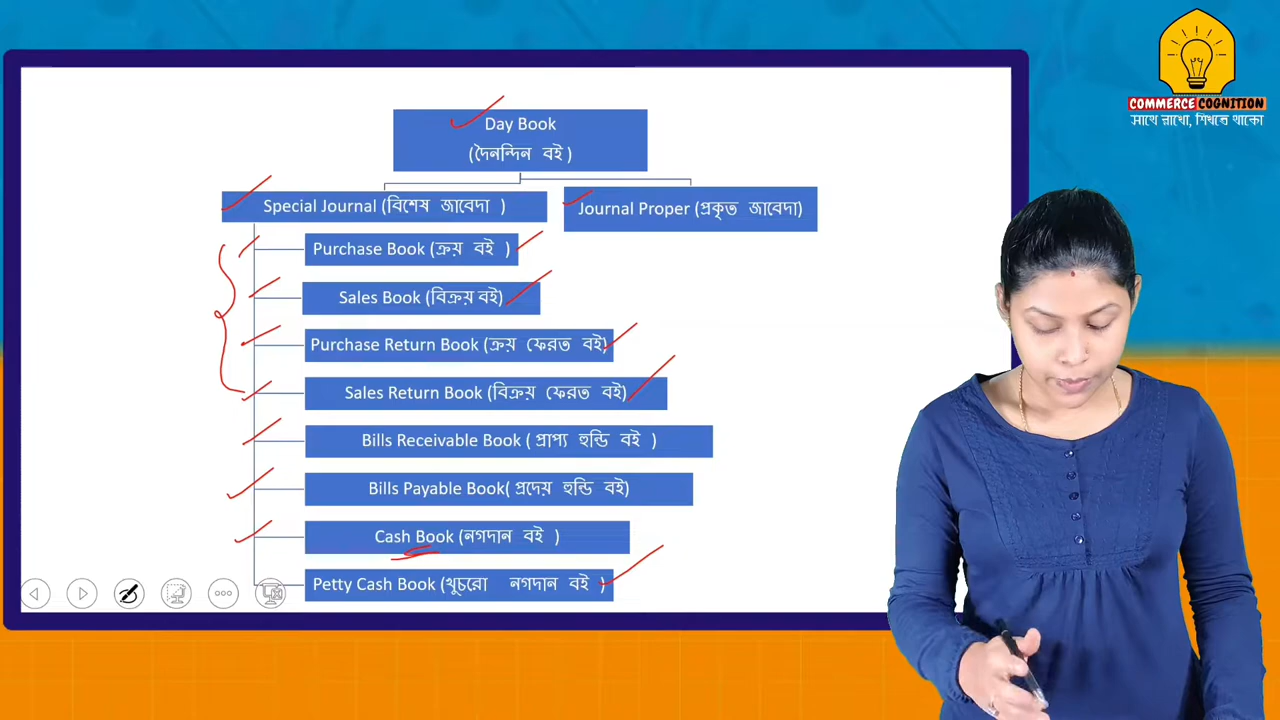 COMMERCE COGNITION
সাথে রাখো, শিখতে থাকো
Day Book
(দৈনন্দিন বই)
Special Journal (বিশেষ জাবেদা )
Journal Proper (প্রকৃত জাবেদা)
Purchase Book (ক্রয় বই )
Sales Book (বিক্রয় বই)
Purchase Return Book (ক্রয় ফেরত বই)
Sales Return Book (বিক্রয় ফেরত বই)
Bills Receivable Book ( প্রাপ্য হুন্ডি বই )
Bills Payable Book( প্রদেয় হুন্ডি বই)
Cash Book (নগদান বই )
Petty Cash Book (খুচরো নগদান বই )